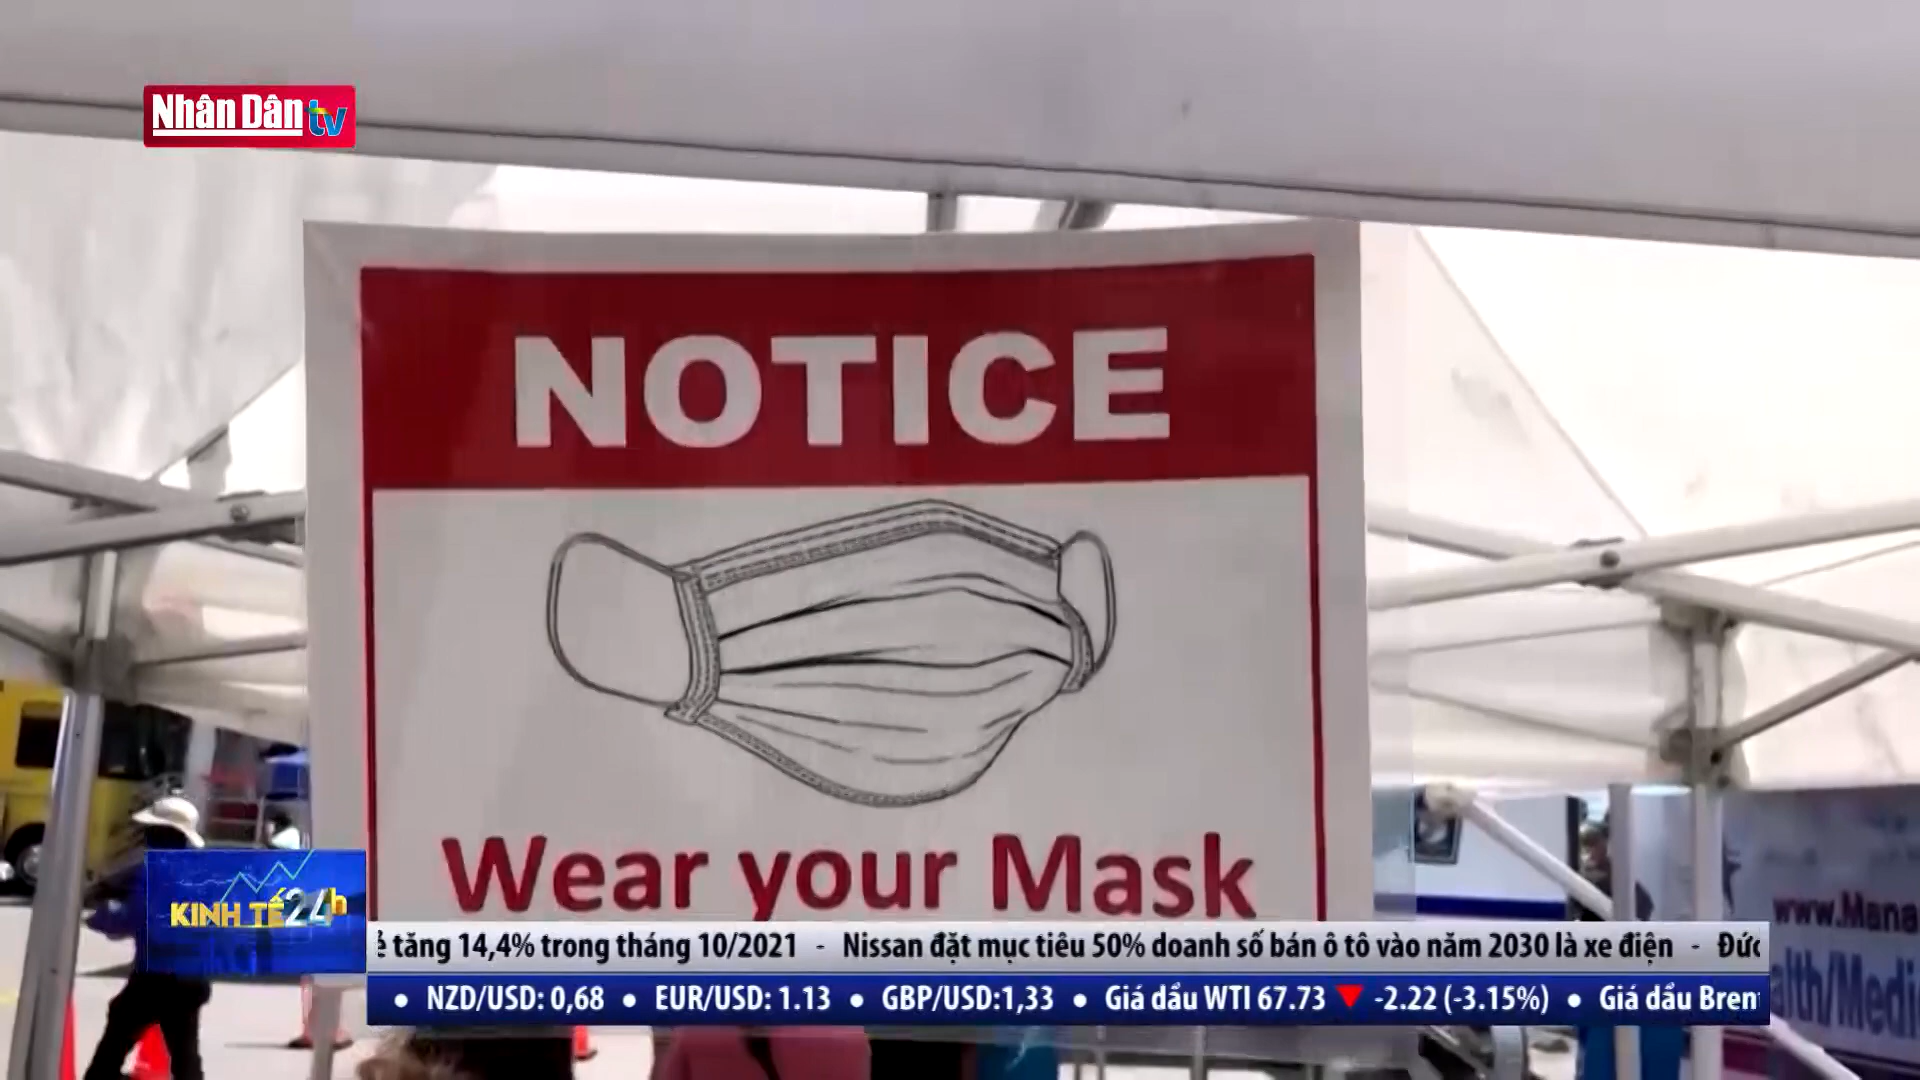 Nhân Dân tv
NOTICE
Wear your Mask
KINH TẾ 24h
tăng 14,4% trong tháng 10/2021 - Nissan đặt mục tiêu 50% doanh số bán ô tô vào năm 2030 là xe điện -
• NZD/USD: 0,68 • EUR/USD: 1.13 • GBP/USD:1,33 • Giá dầu WTI 67.73 ▼ -2.22 (-3.15%) • Giá dầu